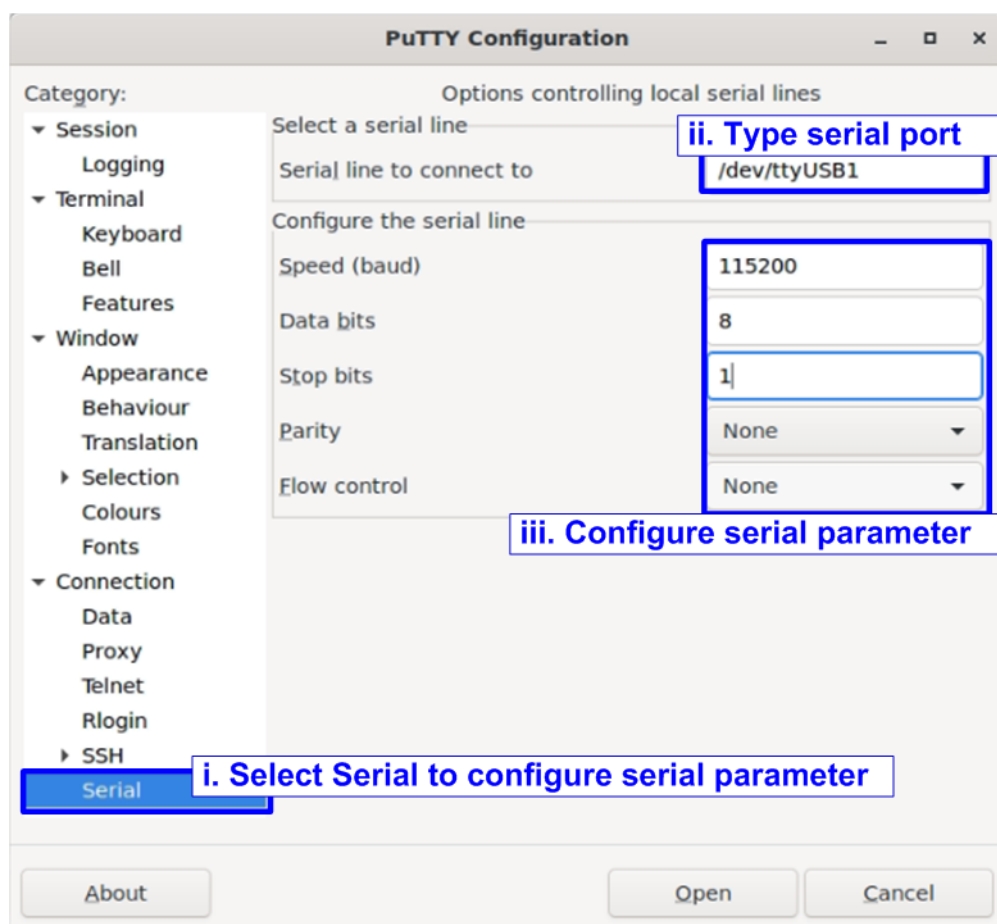 PuTTY Configuration
Category:
Options controlling local serial lines
Session
Logging
Terminal
Keyboard
Bell
Features
Window
Appearance
Behaviour
Translation
Selection
Colours
Fonts
Connection
Data
Proxy
Telnet
Rlogin
SSH
Serial
i. Select Serial to configure serial parameter
Select a serial line
ii. Type serial port
Serial line to connect to /dev/ttyUSB1
Configure the serial line
Speed (baud) 115200
Data bits 8
Stop bits 1
Parity None
Flow control None
iii. Configure serial parameter
About
Open
Cancel